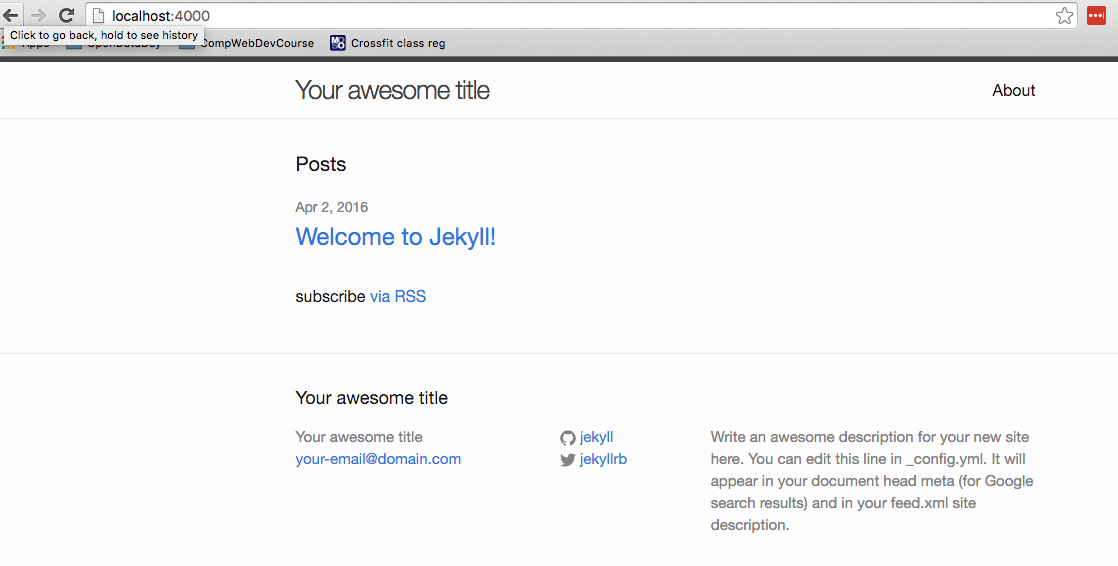 localhost:4000
Click to go back, hold to see history
Apps OpenDataDay CompWebDevCourse Crossfit class reg
Your awesome title
About
Posts
Apr 2, 2016
Welcome to Jekyll!
subscribe via RSS
Your awesome title
Your awesome title
your-email@domain.com
jekyll
jekyllrb
Write an awesome description for your new site
here. You can edit this line in _config.yml. It will
appear in your document head meta (for Google
search results) and in your feed.xml site
description.